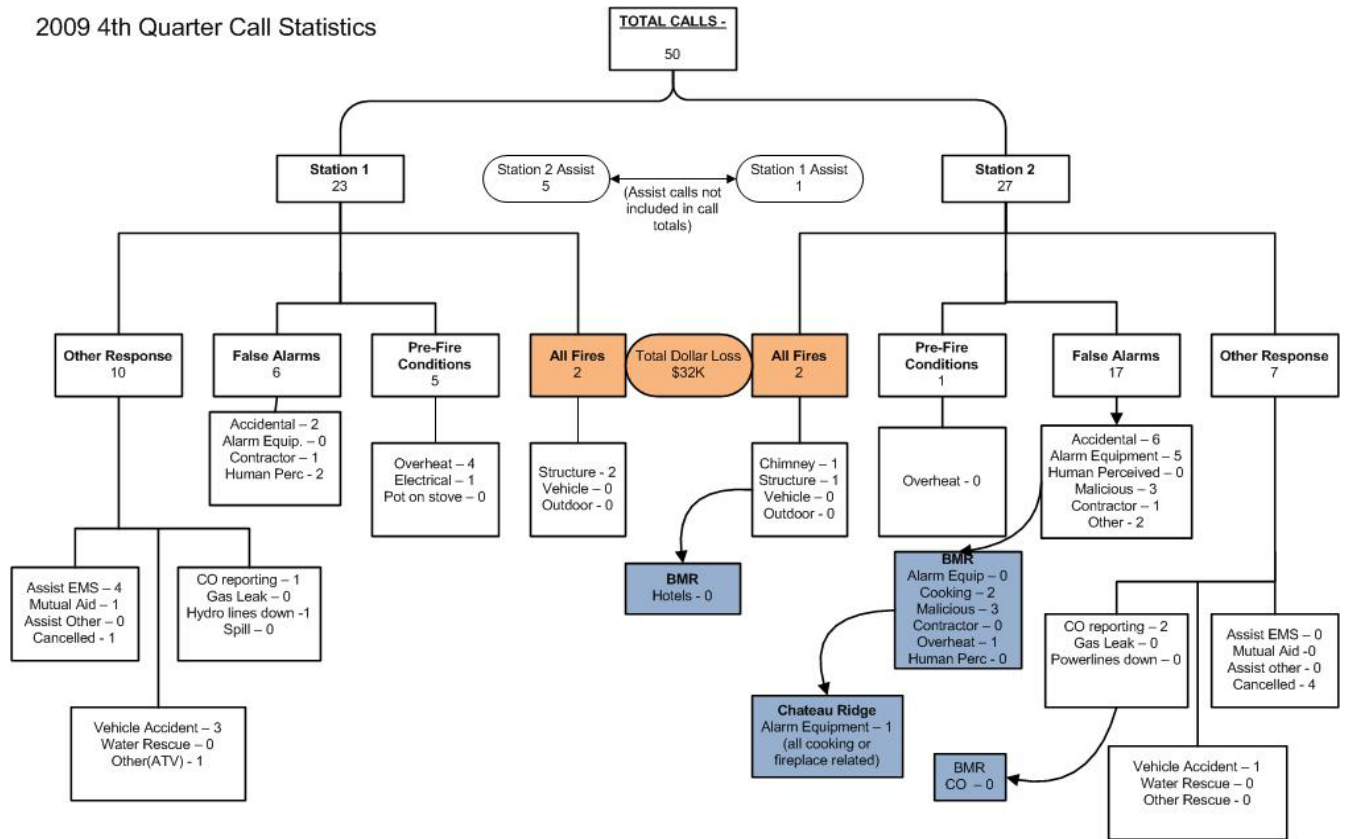 2009 4th Quarter Call Statistics
TOTAL CALLS -
50
Station 1
23
Station 2 Assist
5
(Assist calls not
included in call
totals)
Station 1 Assist
1
Station 2
27
Other Response
10
False Alarms
6
Pre-Fire
Conditions
5
All Fires
2
Total Dollar Loss
$32K
All Fires
2
Pre-Fire
Conditions
1
False Alarms
17
Other Response
7
Accidental – 2
Alarm Equip. – 0
Contractor – 1
Human Perc - 2
Overheat – 4
Electrical – 1
Pot on stove – 0
Structure - 2
Vehicle – 0
Outdoor - 0
Chimney – 1
Structure – 1
Vehicle – 0
Outdoor – 0
Overheat - 0
Accidental – 6
Alarm Equipment – 5
Human Perceived – 0
Malicious – 3
Contractor – 1
Other - 2
Assist EMS – 4
Mutual Aid – 1
Assist Other – 0
Cancelled - 1
CO reporting – 1
Gas Leak – 0
Hydro lines down -1
Spill – 0
BMR
Hotels - 0
BMR
Alarm Equip – 0
Cooking – 2
Malicious – 3
Contractor – 0
Overheat – 1
Human Perc - 0
CO reporting – 2
Gas Leak – 0
Powerlines down – 0
Assist EMS – 0
Mutual Aid -0
Assist other - 0
Cancelled - 4
Vehicle Accident – 3
Water Rescue – 0
Other(ATV) - 1
Chateau Ridge
Alarm Equipment – 1
(all cooking or
fireplace related)
BMR
CO – 0
Vehicle Accident – 1
Water Rescue – 0
Other Rescue - 0